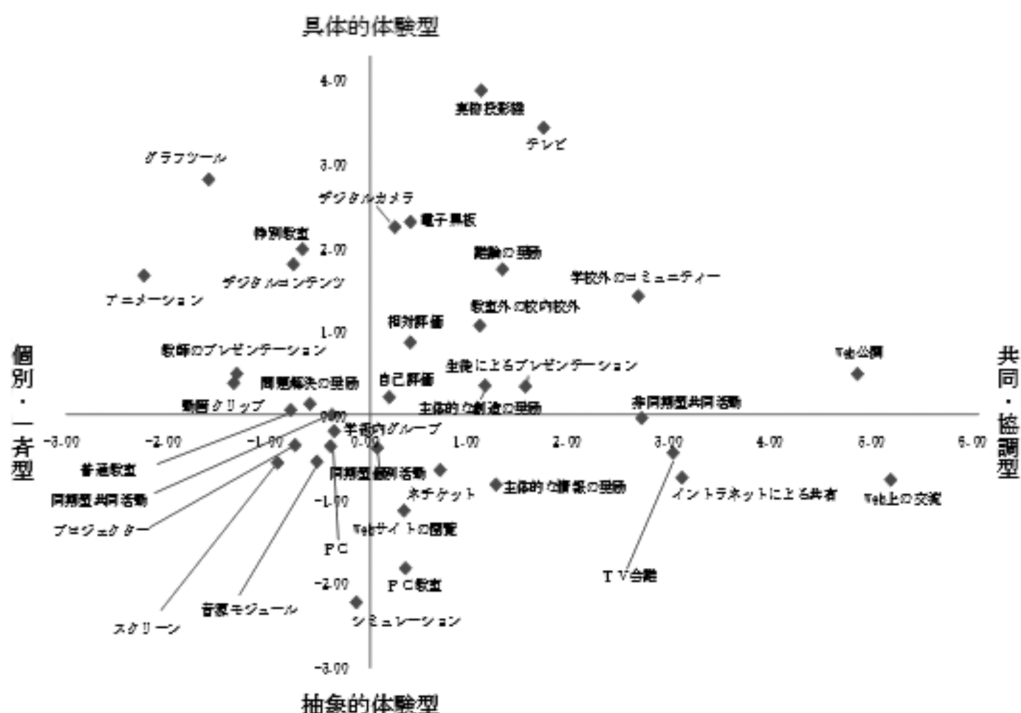 具体的体験型
4.00
実物投影機
テレビ
グラフツール
3.00
デジタルカメラ
電子黒板
特別教室
2.00
議論の奨励
学校外のコミュニティー
デジタルコンテンツ
アニメーション
教室外の校内校外
相対評価
1.00
教師のプレゼンテーション
Web公開
生徒によるプレゼンテーション
問題解決の奨励
自己評価
動画クリップ
主体的な創造の奨励
非同期型共同活動
個別・一斉型
共同・協調型
0.00
-3.00
-2.00
-1.00
0.00
1.00
2.00
3.00
4.00
5.00
6.00
学級内グループ
普通教室
同期型個別活動
ネチケット
主体的な情報の奨励
イントラネットによる共有
Web上の交流
同期型共同活動
-1.00
プロジェクター
Webサイトの閲覧
PC
TV会議
-2.00
PC教室
音源モジュール
スクリーン
シミュレーション
-3.00
抽象的体験型